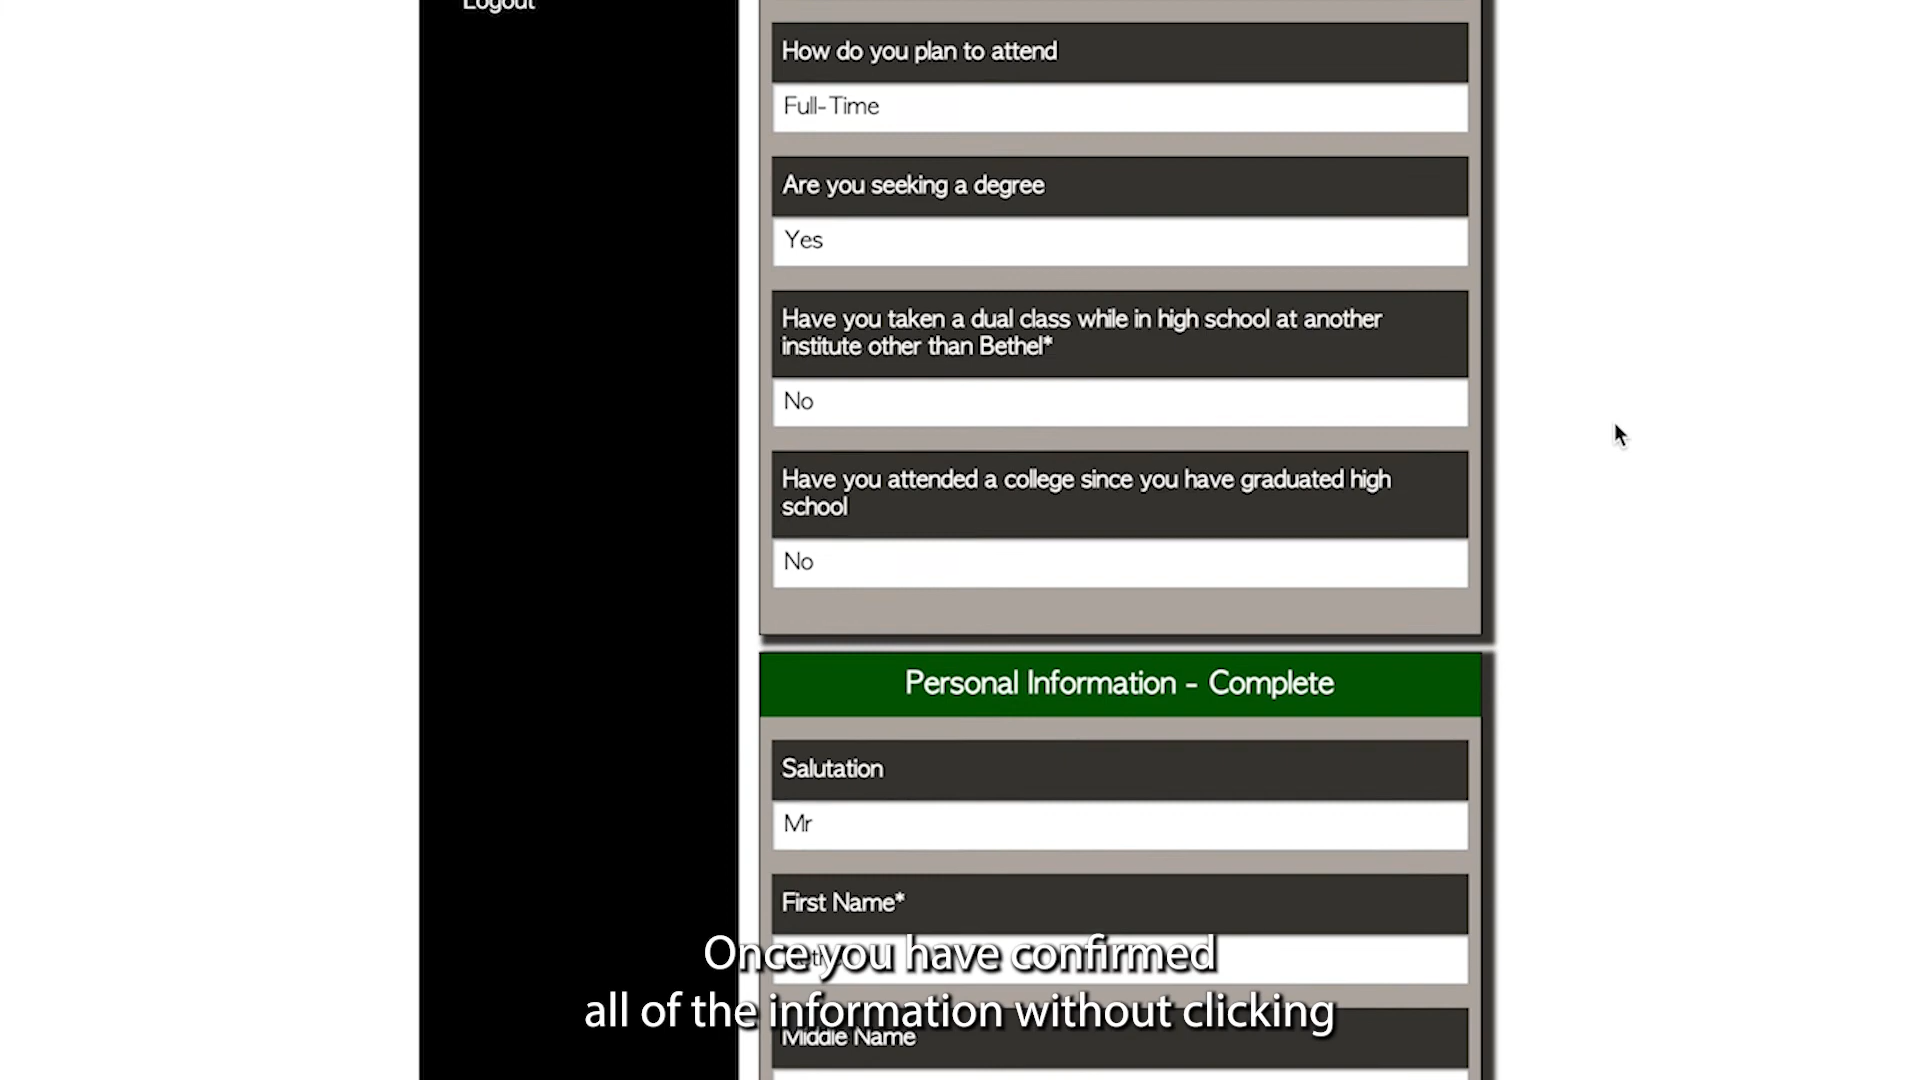 Logout
How do you plan to attend
Full-Time
Are you seeking a degree
Yes
Have you taken a dual class while in high school at another
institute other than Bethel*
No
Have you attended a college since you have graduated high
school
No
Personal Information - Complete
Salutation
Mr
First Name*
Once you have confirmed
all of the information without clicking
Middle Name